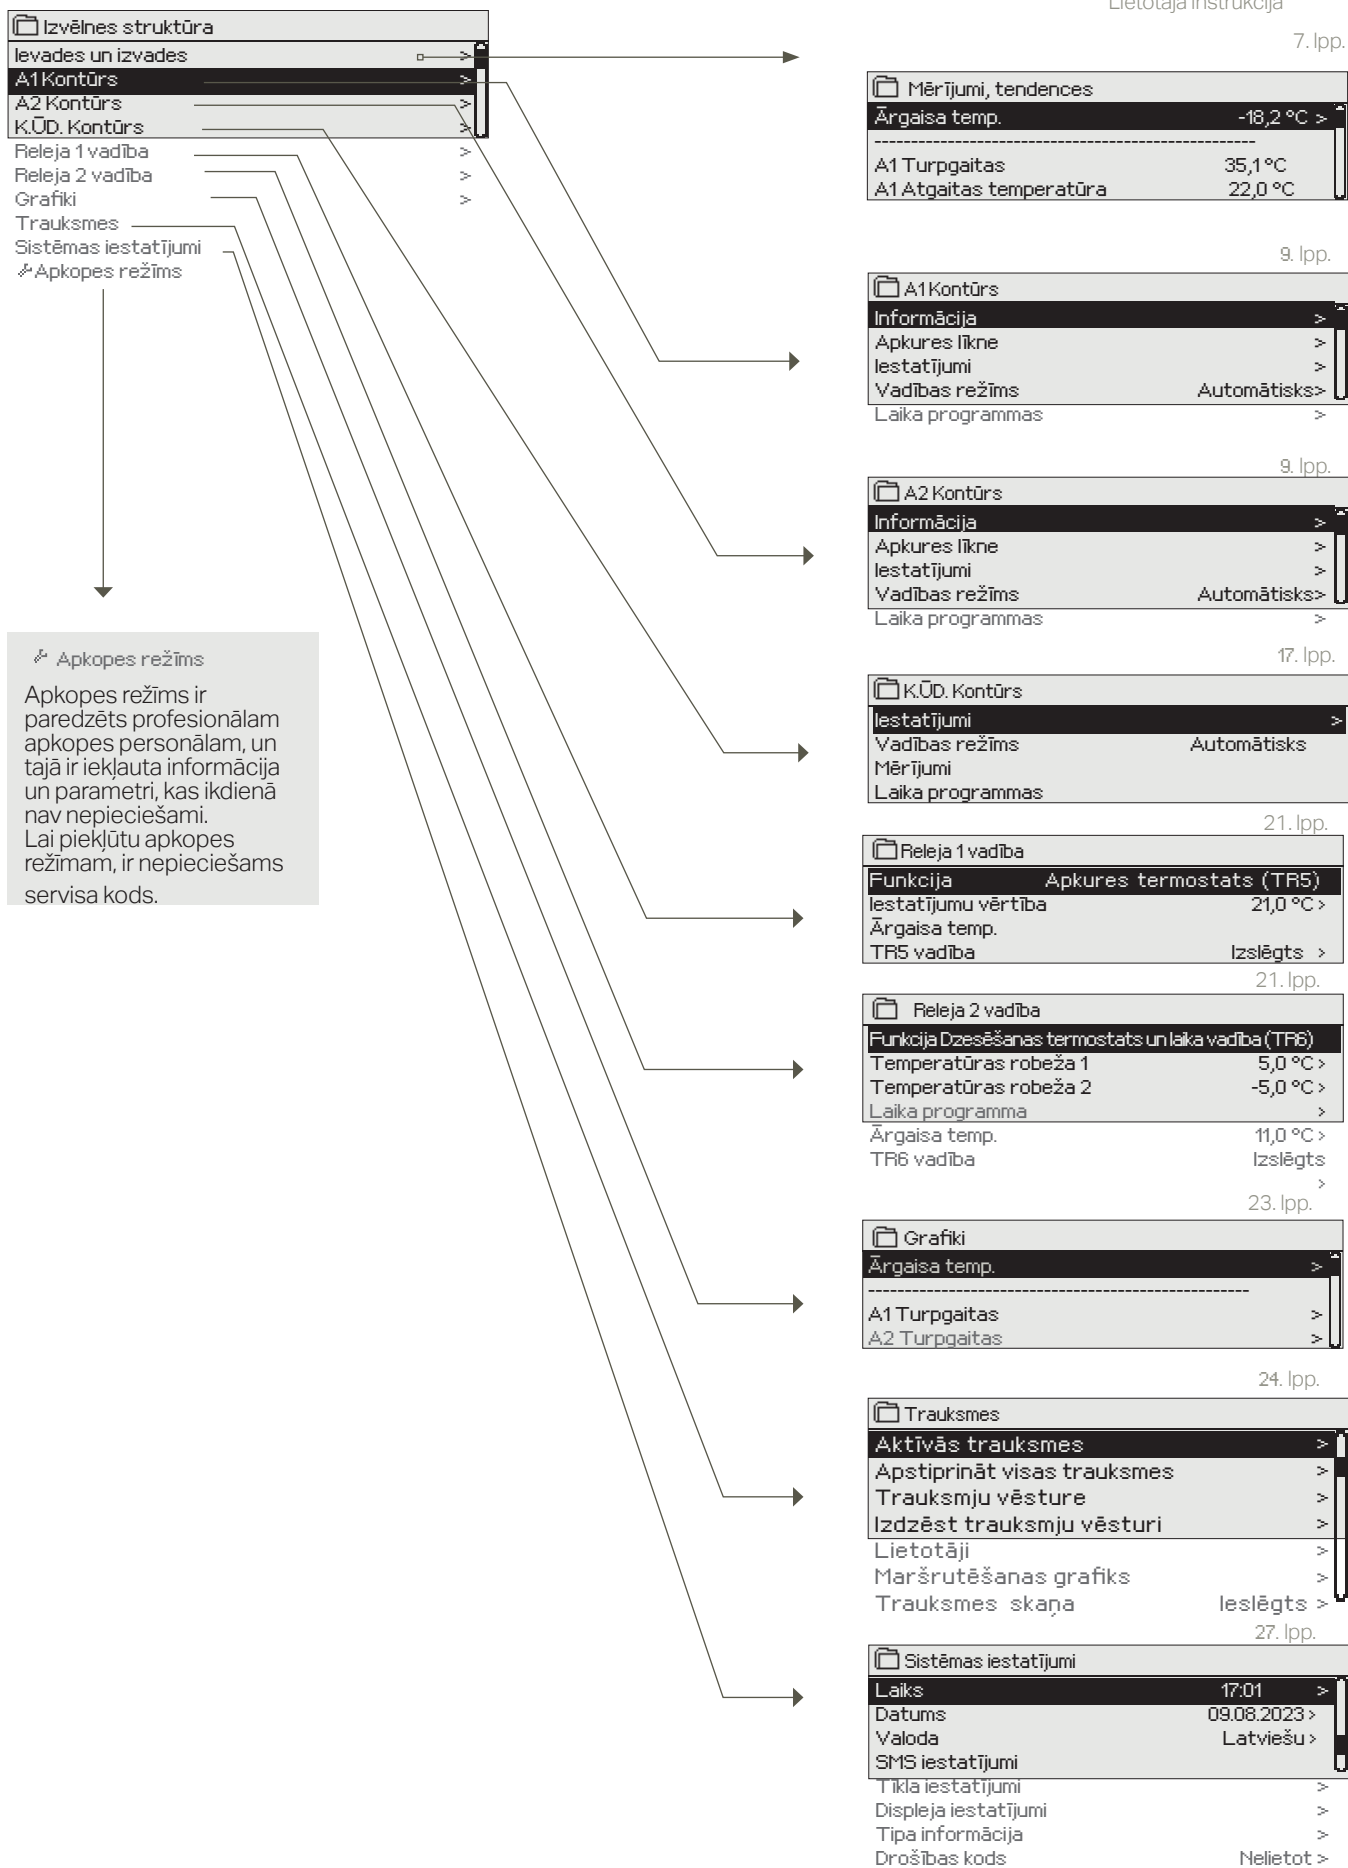 Lietotāja instrukcija
Izvēlnes struktūra
Ievades un izvades >
A1 Kontūrs >
A2 Kontūrs >
K.ŪD. Kontūrs >
Releja 1 vadība >
Releja 2 vadība >
Grafiki >
Trauksmes
Sistēmas iestatījumi
Apkopes režīms
Apkopes režīms
Apkopes režīms ir
paredzēts profesionālam
apkopes personālam, un
tajā ir iekļauta informācija
un parametri, kas ikdienā
nav nepieciešami.
Lai piekļūtu apkopes
režīmam, ir nepieciešams
servisa kods.
7. lpp.
Mērījumi, tendences
Ārgaisa temp. -18,2 °C >
------------------------------------------------------
A1 Turpgaitas 35,1 °C
A1 Atgaitas temperatūra 22,0 °C
9. lpp.
A1 Kontūrs
Informācija >
Apkures līkne >
Iestatījumi >
Vadības režīms Automātisks>
Laika programmas >
9. lpp.
A2 Kontūrs
Informācija >
Apkures līkne >
Iestatījumi >
Vadības režīms Automātisks>
Laika programmas >
17. lpp.
K.ŪD. Kontūrs
Iestatījumi >
Vadības režīms Automātisks
Mērījumi
Laika programmas
21. lpp.
Releja 1 vadība
Funkcija Apkures termostats (TR5)
Iestatījumu vērtība 21,0 °C >
Ārgaisa temp.
TR5 vadība Izslēgts >
21. lpp.
Releja 2 vadība
Funkcija Dzesēšanas termostats un laika vadība (TR6)
Temperatūras robeža 1 5,0 °C >
Temperatūras robeža 2 -5,0 °C >
Laika programma >
Ārgaisa temp. 11,0 °C >
TR6 vadība Izslēgts
>
23. lpp.
Grafiki
Ārgaisa temp. >
------------------------------------------------------
A1 Turpgaitas >
A2 Turpgaitas >
24. lpp.
Trauksmes
Aktīvās trauksmes >
Apstiprināt visas trauksmes >
Trauksmju vēsture >
Izdzēst trauksmju vēsturi >
Lietotāji >
Maršrutēšanas grafiks >
Trauksmes skaņa Ieslēgts >
27. lpp.
Sistēmas iestatījumi
Laiks 17:01 >
Datums 09.08.2023 >
Valoda Latviešu >
SMS iestatījumi
Tīkla iestatījumi >
Displeja iestatījumi >
Tipa informācija >
Drošības kods Nelietot >